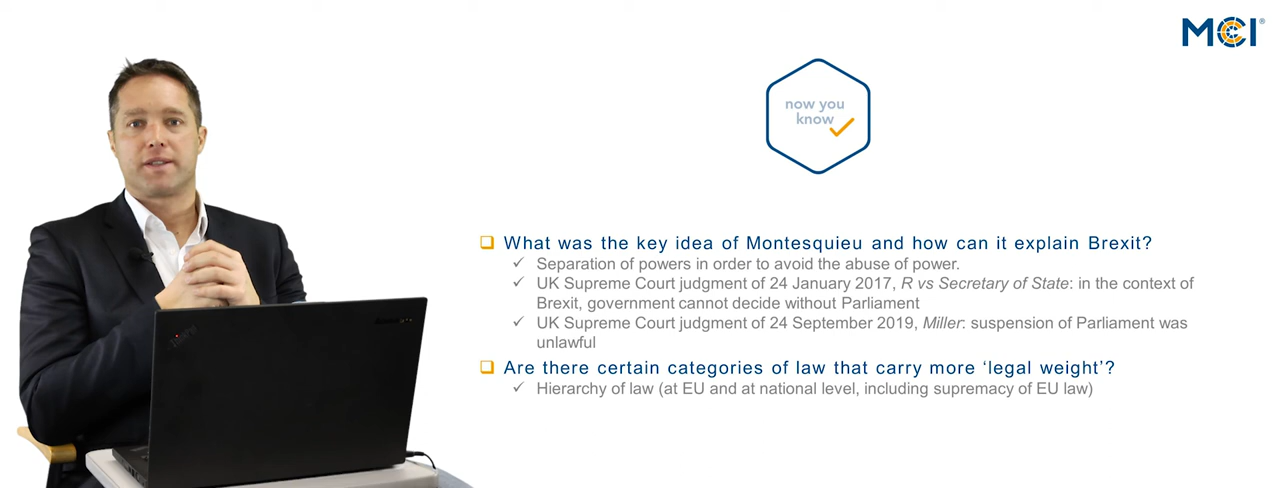 MCI®
now you
know
What was the key idea of Montesquieu and how can it explain Brexit?
Separation of powers in order to avoid the abuse of power.
UK Supreme Court judgment of 24 January 2017, R vs Secretary of State: in the context of
Brexit, government cannot decide without Parliament
UK Supreme Court judgment of 24 September 2019, Miller: suspension of Parliament was
unlawful
Are there certain categories of law that carry more ‘legal weight’?
Hierarchy of law (at EU and at national level, including supremacy of EU law)
ThinkPad